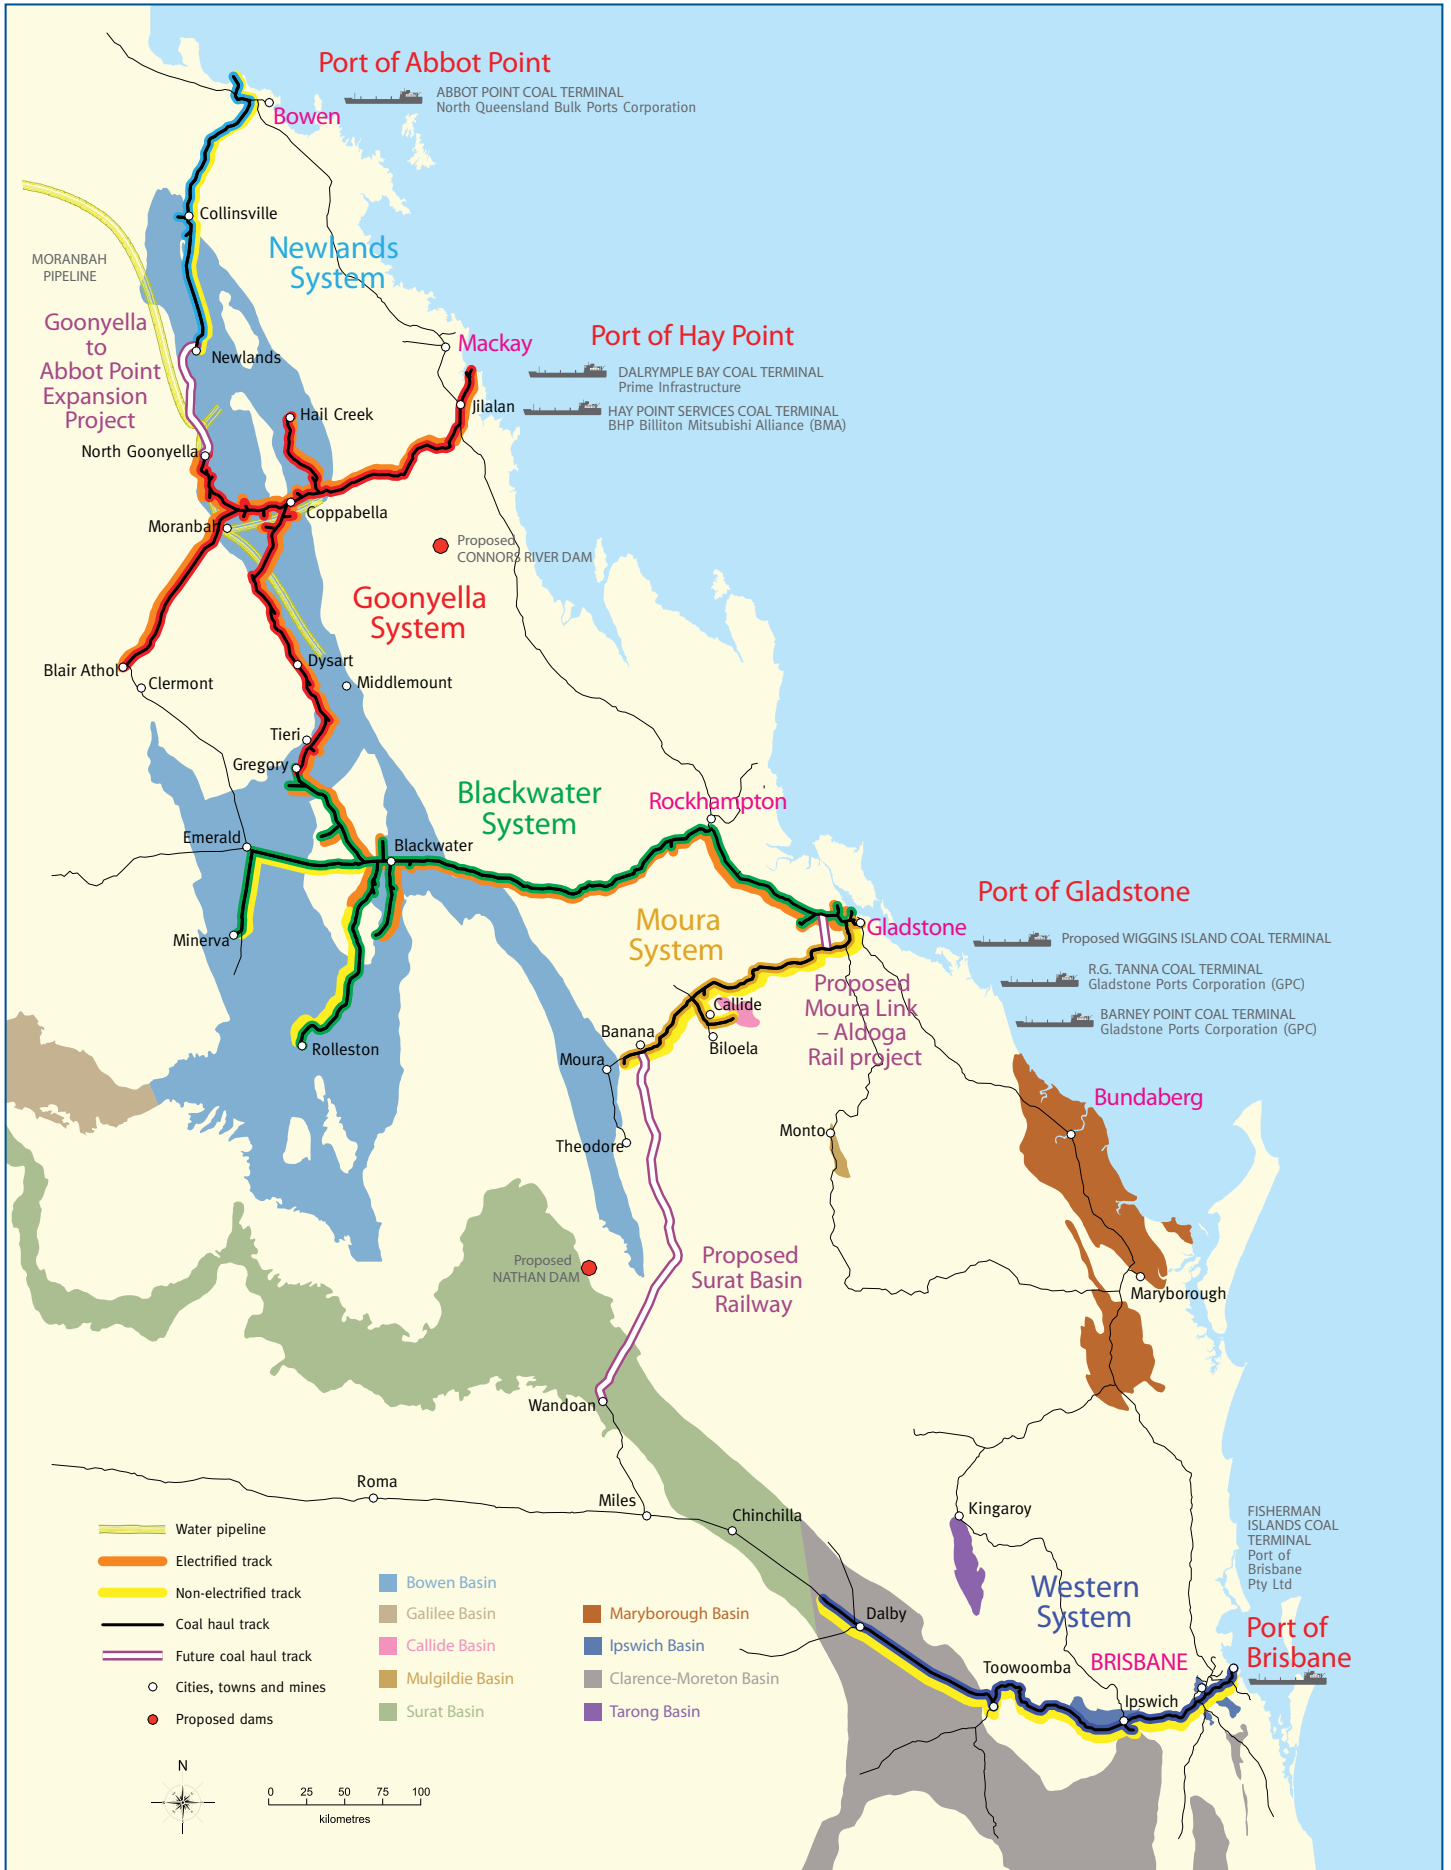 Port of Abbot Point
ABBOT POINT COAL TERMINAL
North Queensland Bulk Ports Corporation
Bowen
Collinsville
Newlands
System
MORANBAH
PIPELINE
Goonyella
to
Abbot Point
Expansion
Project
Newlands
Mackay
Port of Hay Point
DALRYMPLE BAY COAL TERMINAL
Prime Infrastructure
HAY POINT SERVICES COAL TERMINAL
BHP Billiton Mitsubishi Alliance (BMA)
Jilalan
Hail Creek
North Goonyella
Coppabella
Moranbah
Proposed
CONNORS RIVER DAM
Goonyella
System
Blair Athol
Clermont
Dysart
Middlemount
Tieri
Gregory
Blackwater
System
Rockhampton
Emerald
Blackwater
Minerva
Moura
System
Gladstone
Port of Gladstone
Proposed WIGGINS ISLAND COAL TERMINAL
R.G. TANNA COAL TERMINAL
Gladstone Ports Corporation (GPC)
BARNEY POINT COAL TERMINAL
Gladstone Ports Corporation (GPC)
Proposed
Moura Link
– Aldoga
Rail project
Callide
Biloela
Banana
Moura
Rolleston
Theodore
Monto
Bundaberg
Proposed
NATHAN DAM
Proposed
Surat Basin
Railway
Maryborough
Wandoan
Roma
Miles
Chinchilla
Kingaroy
FISHERMAN
ISLANDS COAL
TERMINAL
Port of
Brisbane
Pty Ltd
Western
System
Dalby
Toowoomba
BRISBANE
Port of
Brisbane
Ipswich
Water pipeline
Electrified track
Non-electrified track
Coal haul track
Future coal haul track
Cities, towns and mines
Proposed dams
Bowen Basin
Galilee Basin
Callide Basin
Mulgildie Basin
Surat Basin
Maryborough Basin
Ipswich Basin
Clarence-Moreton Basin
Tarong Basin
N
0 25 50 75 100
kilometres